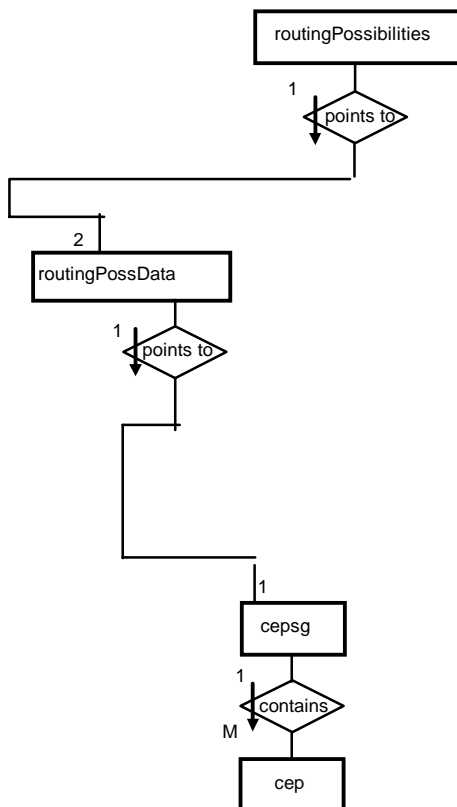 routingPossibilities
1
points to
2
routingPossData
1
points to
1
cepsg
1
contains
M
cep